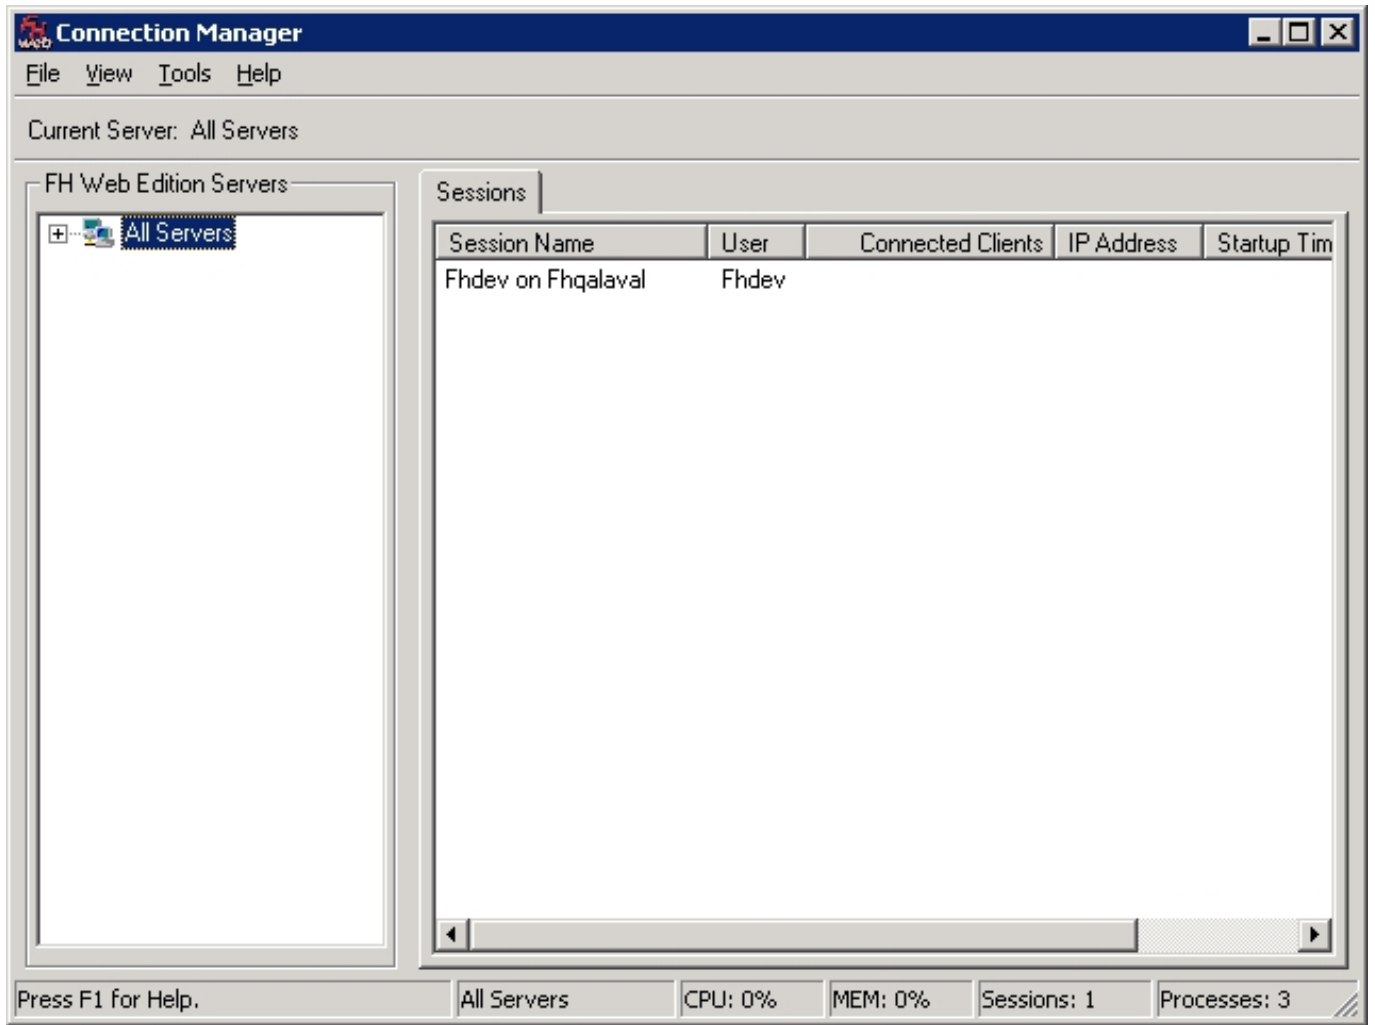 Connection Manager
File View Tools Help
Current Server: All Servers
FH Web Edition Servers
All Servers
Sessions
Session Name User Connected Clients IP Address Startup Tim
Fhdev on Fhqalaval Fhdev
Press F1 for Help. All Servers CPU: 0% MEM: 0% Sessions: 1 Processes: 3